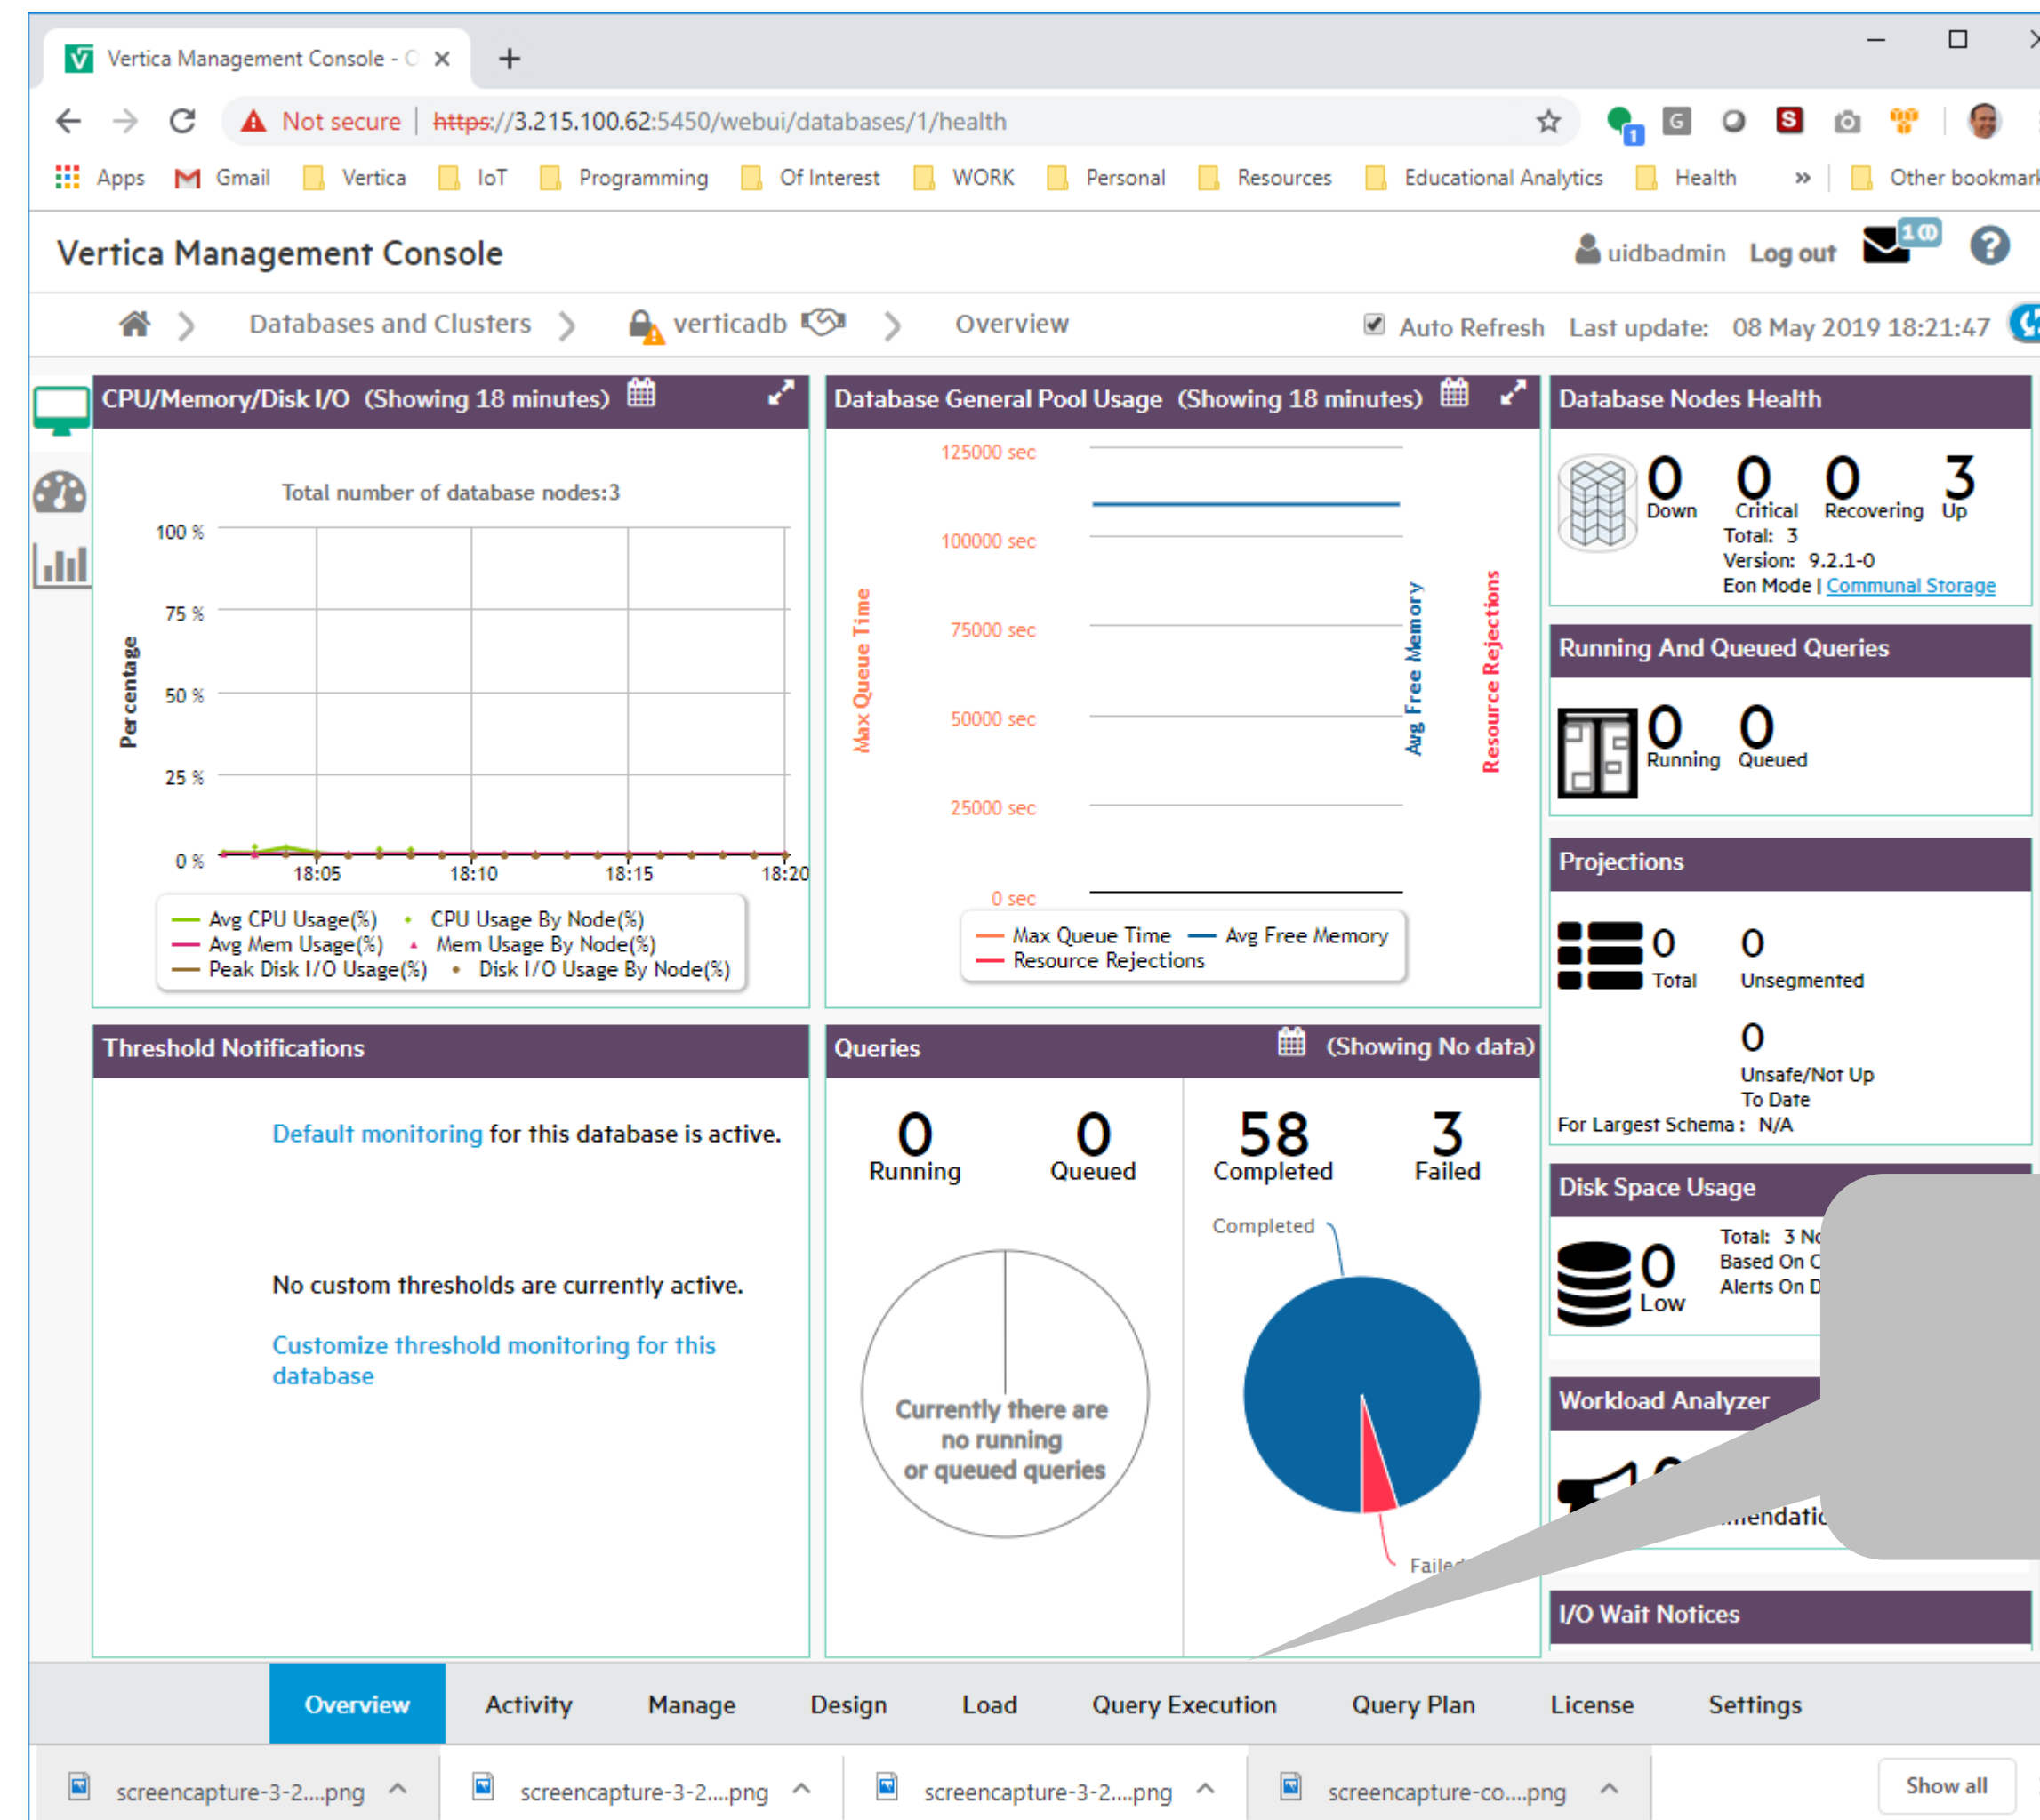 Vertica Management Console - O
Not secure | https://3.215.100.62:5450/webui/databases/1/health
1
G
S
Apps Gmail Vertica IoT Programming Of Interest WORK Personal Resources Educational Analytics Health » Other bookmark
Vertica Management Console
uidbadmin Log out
?
Databases and Clusters verticadb Overview
Auto Refresh Last update: 08 May 2019 18:21:47
CPU/Memory/Disk I/O (Showing 18 minutes)
Total number of database nodes:3
Percentage
100 %
75 %
50 %
25 %
0 %
18:05 18:10 18:15 18:20
Avg CPU Usage(%) CPU Usage By Node(%)
Avg Mem Usage(%) Mem Usage By Node(%)
Peak Disk I/O Usage(%) Disk I/O Usage By Node(%)
Database General Pool Usage (Showing 18 minutes)
Max Queue Time
125000 sec
100000 sec
75000 sec
50000 sec
25000 sec
0 sec
Avg Free Memory
Resource Rejections
Max Queue Time Avg Free Memory
Resource Rejections
Database Nodes Health
0 0 0 3
Down Critical Recovering Up
Total: 3
Version: 9.2.1-0
Eon Mode | Communal Storage
Running And Queued Queries
0 0
Running Queued
Projections
0 0
Total Unsegmented
0
Unsafe/Not Up
To Date
For Largest Schema : N/A
Threshold Notifications
Default monitoring for this database is active.
No custom thresholds are currently active.
Customize threshold monitoring for this
database
Queries (Showing No data)
0 0 58 3
Running Queued Completed Failed
Currently there are
no running
or queued queries
Completed
Failed
Disk Space Usage
0
Low
Total: 3
Based On
Alerts On
Workload Analyzer
I/O Wait Notices
Overview Activity Manage Design Load Query Execution Query Plan License Settings
screencapture-3-2....png screencapture-3-2....png screencapture-3-2....png screencapture-co....png Show all